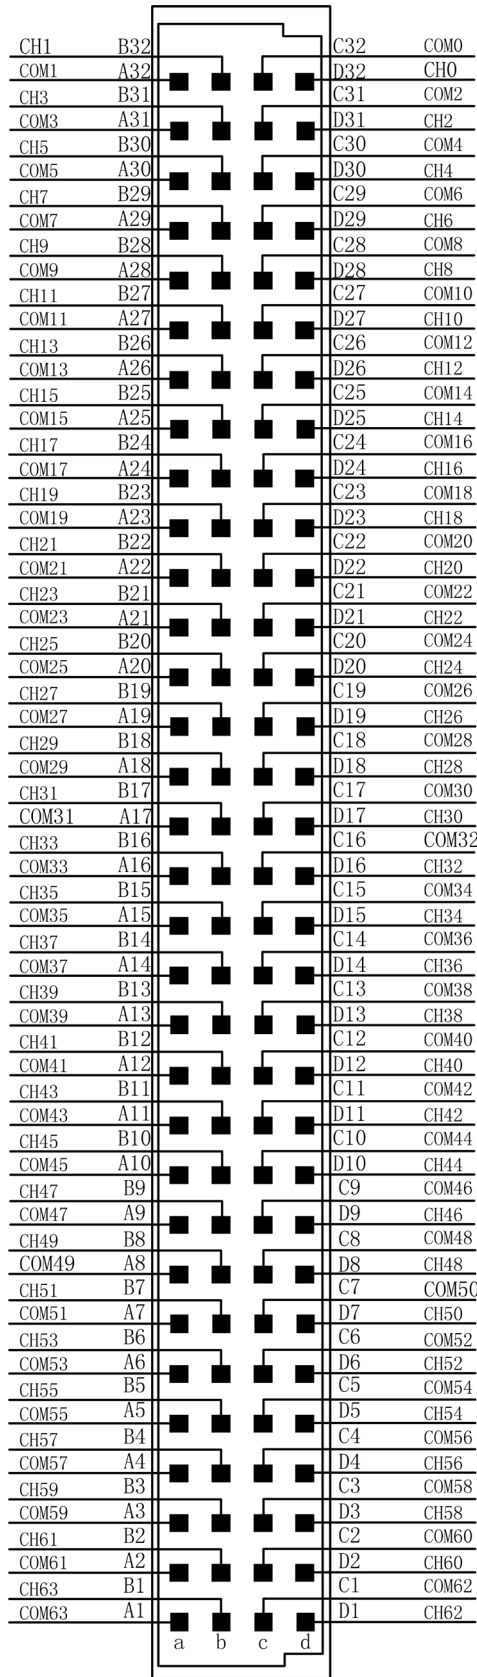 CH1 B32 C32 COM0
COM1 A32 D32 CH0
CH3 B31 C31 COM2
COM3 A31 D31 CH2
CH5 B30 C30 COM4
COM5 A30 D30 CH4
CH7 B29 C29 COM6
COM7 A29 D29 CH6
CH9 B28 C28 COM8
COM9 A28 D28 CH8
CH11 B27 C27 COM10
COM11 A27 D27 CH10
CH13 B26 C26 COM12
COM13 A26 D26 CH12
CH15 B25 C25 COM14
COM15 A25 D25 CH14
CH17 B24 C24 COM16
COM17 A24 D24 CH16
CH19 B23 C23 COM18
COM19 A23 D23 CH18
CH21 B22 C22 COM20
COM21 A22 D22 CH20
CH23 B21 C21 COM22
COM23 A21 D21 CH22
CH25 B20 C20 COM24
COM25 A20 D20 CH24
CH27 B19 C19 COM26
COM27 A19 D19 CH26
CH29 B18 C18 COM28
COM29 A18 D18 CH28
CH31 B17 C17 COM30
COM31 A17 D17 CH30
CH33 B16 C16 COM32
COM33 A16 D16 CH32
CH35 B15 C15 COM34
COM35 A15 D15 CH34
CH37 B14 C14 COM36
COM37 A14 D14 CH36
CH39 B13 C13 COM38
COM39 A13 D13 CH38
CH41 B12 C12 COM40
COM41 A12 D12 CH40
CH43 B11 C11 COM42
COM43 A11 D11 CH42
CH45 B10 C10 COM44
COM45 A10 D10 CH44
CH47 B9 C9 COM46
COM47 A9 D9 CH46
CH49 B8 C8 COM48
COM49 A8 D8 CH48
CH51 B7 C7 COM50
COM51 A7 D7 CH50
CH53 B6 C6 COM52
COM53 A6 D6 CH52
CH55 B5 C5 COM54
COM55 A5 D5 CH54
CH57 B4 C4 COM56
COM57 A4 D4 CH56
CH59 B3 C3 COM58
COM59 A3 D3 CH58
CH61 B2 C2 COM60
COM61 A2 D2 CH60
CH63 B1 C1 COM62
COM63 A1 D1 CH62
a b c d